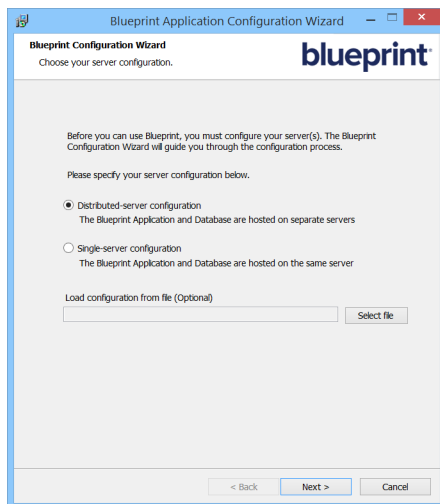 Blueprint Application Configuration Wizard
Blueprint Configuration Wizard
Choose your server configuration.
blueprint
Before you can use Blueprint, you must configure your server(s). The Blueprint
Configuration Wizard will guide you through the configuration process.
Please specify your server configuration below.
Distributed-server configuration
The Blueprint Application and Database are hosted on separate servers
Single-server configuration
The Blueprint Application and Database are hosted on the same server
Load configuration from file (Optional)
Select file
< Back
Next >
Cancel